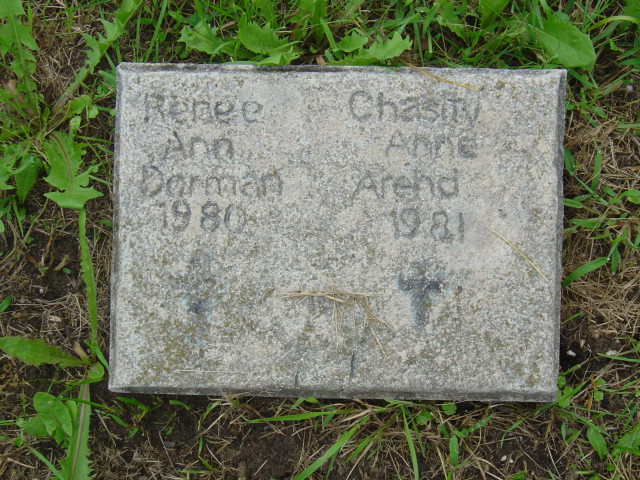 Renee
Ann
Dorman
1980
Chasity
Anne
Arend
1981